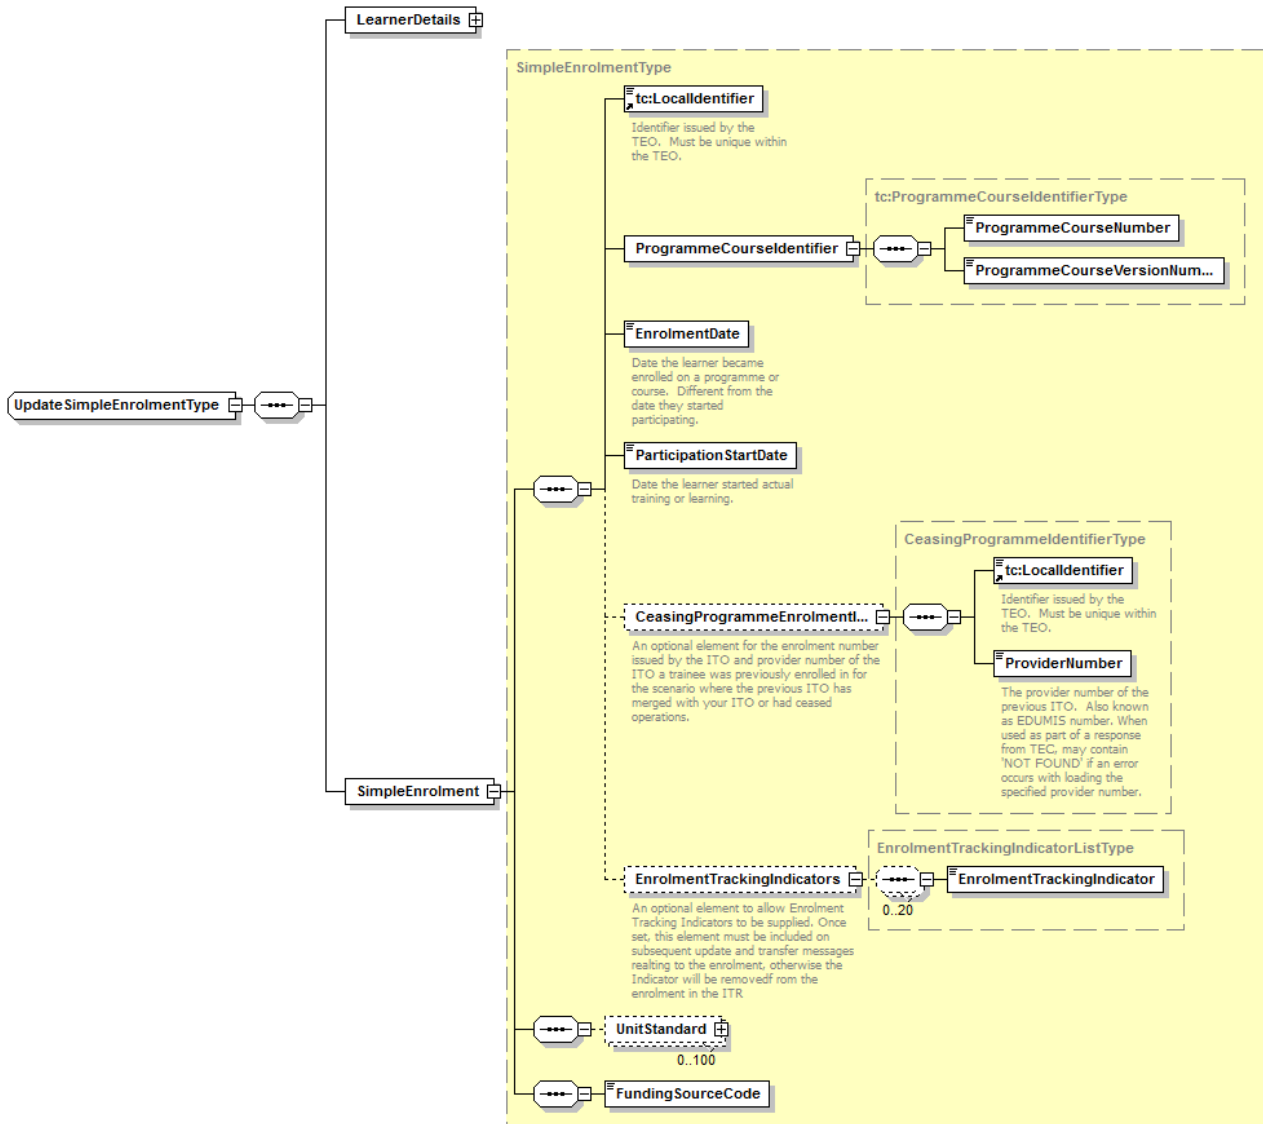 LearnerDetails
SimpleEnrolmentType
tc:LocalIdentifier
Identifier issued by the
TEO.  Must be unique within
the TEO.
tc:ProgrammeCourseIdentifierType
ProgrammeCourseNumber
ProgrammeCourseIdentifier
ProgrammeCourseVersionNum...
EnrolmentDate
Date the learner became
enrolled on a programme or
course.  Different from the
date they started
participating.
UpdateSimpleEnrolmentType
ParticipationStartDate
Date the learner started actual
training or learning.
CeasingProgrammeIdentifierType
tc:LocalIdentifier
Identifier issued by the
TEO.  Must be unique within
the TEO.
CeasingProgrammeEnrolmentI...
An optional element for the enrolment number
issued by the ITO and provider number of the
ITO a trainee was previously enrolled in for
the scenario where the previous ITO has
merged with your ITO or had ceased
operations.
ProviderNumber
The provider number of the
previous ITO.  Also known
as EDUMIS number. When
used as part of a response
from TEC, may contain
'NOT FOUND' if an error
occurs with loading the
specified provider number.
SimpleEnrolment
EnrolmentTrackingIndicatorListType
EnrolmentTrackingIndicators
EnrolmentTrackingIndicator
0..20
An optional element to allow Enrolment
Tracking Indicators to be supplied. Once
set, this element must be included on
subsequent update and transfer messages
realting to the enrolment, otherwise the
Indicator will be removedf rom the
enrolment in the ITR
UnitStandard
0..100
FundingSourceCode